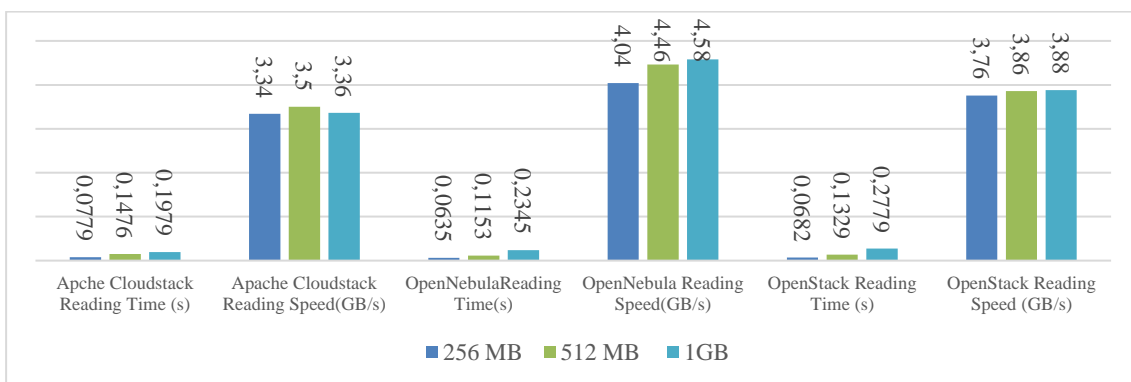 0,0779
0,1476
0,1979
3,34
3,5
3,36
0,0635
0,1153
0,2345
4,04
4,46
4,58
0,0682
0,1329
0,2779
3,76
3,86
3,88
Apche Cloudstack
Reading Time (s)
Apache Cloudstack
Reading Speed(GB/s)
OpenNebulaReading
Time(s)
OpenNebula Reading
Speed(GB/s)
OpenStack Reading
Time (s)
OpenStack Reading
Speed (GB/s)
256 MB
512 MB
1GB